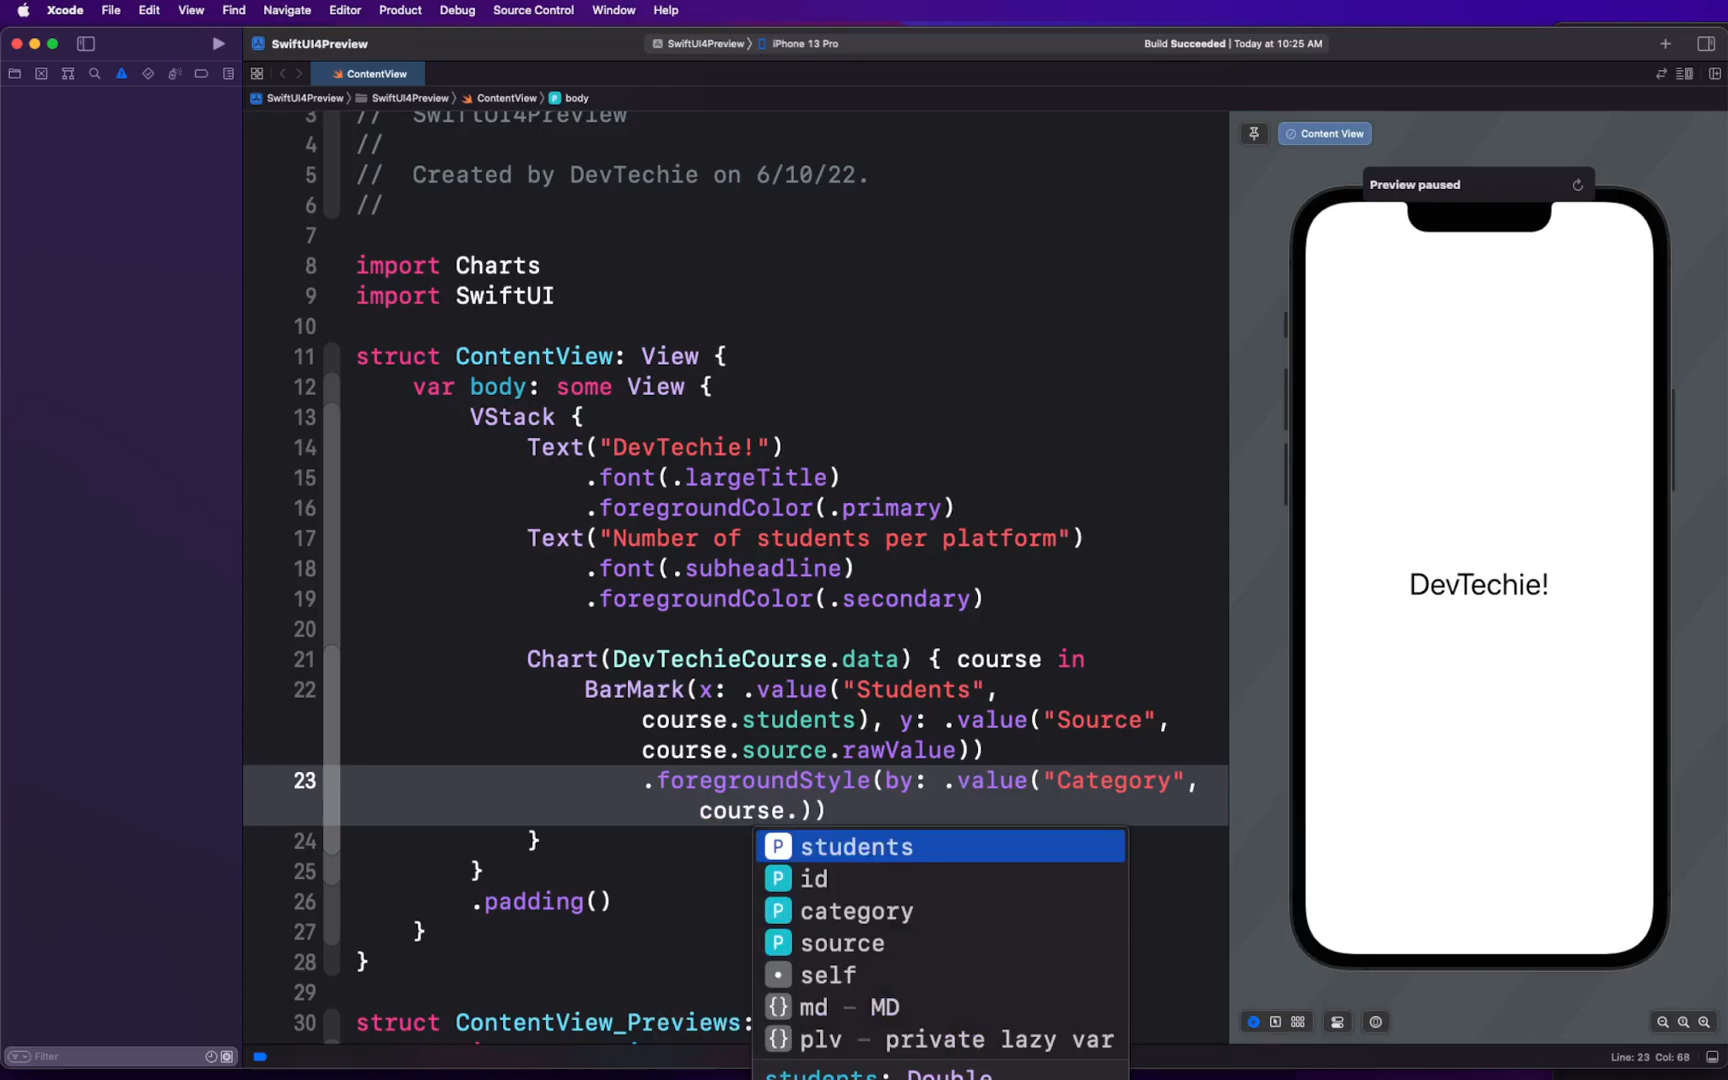 Xcode File Edit View Find Navigate Editor Product Debug Source Control Window Help
SwiftUI4Preview
SwiftUI4Preview 〉 iPhone 13 Pro
Build Succeeded | Today at 10:25 AM
ContentView
SwiftUI4Preview 〉 SwiftUI4Preview 〉 ContentView 〉 P body
3 // SwiftUI4Preview
4 //
5 // Created by DevTechie on 6/10/22.
6 //
7
8 import Charts
9 import SwiftUI
10
11 struct ContentView: View {
12 var body: some View {
13 VStack {
14 Text("DevTechie!")
15 .font(.largeTitle)
16 .foregroundColor(.primary)
17 Text("Number of students per platform")
18 .font(.subheadline)
19 .foregroundColor(.secondary)
20
21 Chart(DevTechieCourse.data) { course in
22 BarMark(x: .value("Students",
course.students), y: .value("Source",
course.source.rawValue))
23 .foregroundStyle(by: .value("Category",
course.))
24 }
25 }
26 .padding()
27 }
28 }
29
30 struct ContentView_Previews:
P students
P id
P category
P source
self
{} md – MD
{} plv – private lazy var
students: Double
Content View
Preview paused
DevTechie!
Filter
Line: 23 Col: 68